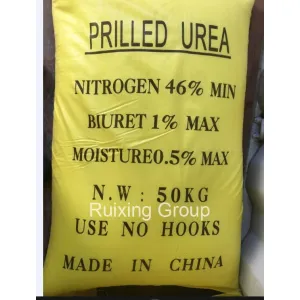 PRILLED UREA
NITROGEN 46% MIN
BIURET 1% MAX
MOISTURE0.5% MAX
N.W: 50KG
Ruixing Group
USE NO HOOKS
MADE IN CHINA